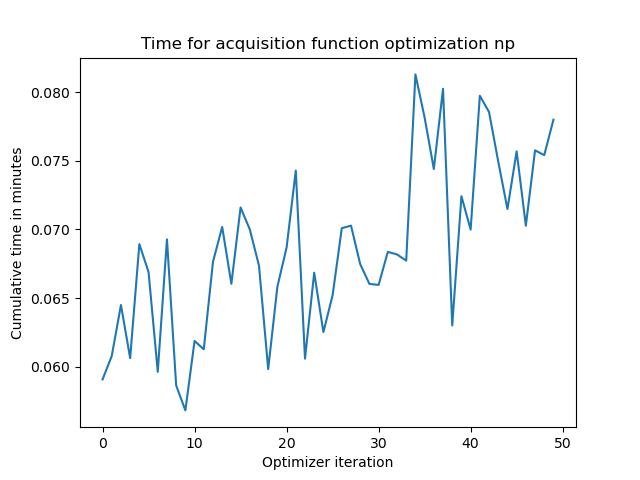 Time for acquisition function optimization np
0.080
0.075
0.070
0.065
0.060
Cumulative time in minutes
0 10 20 30 40 50
Optimizer iteration